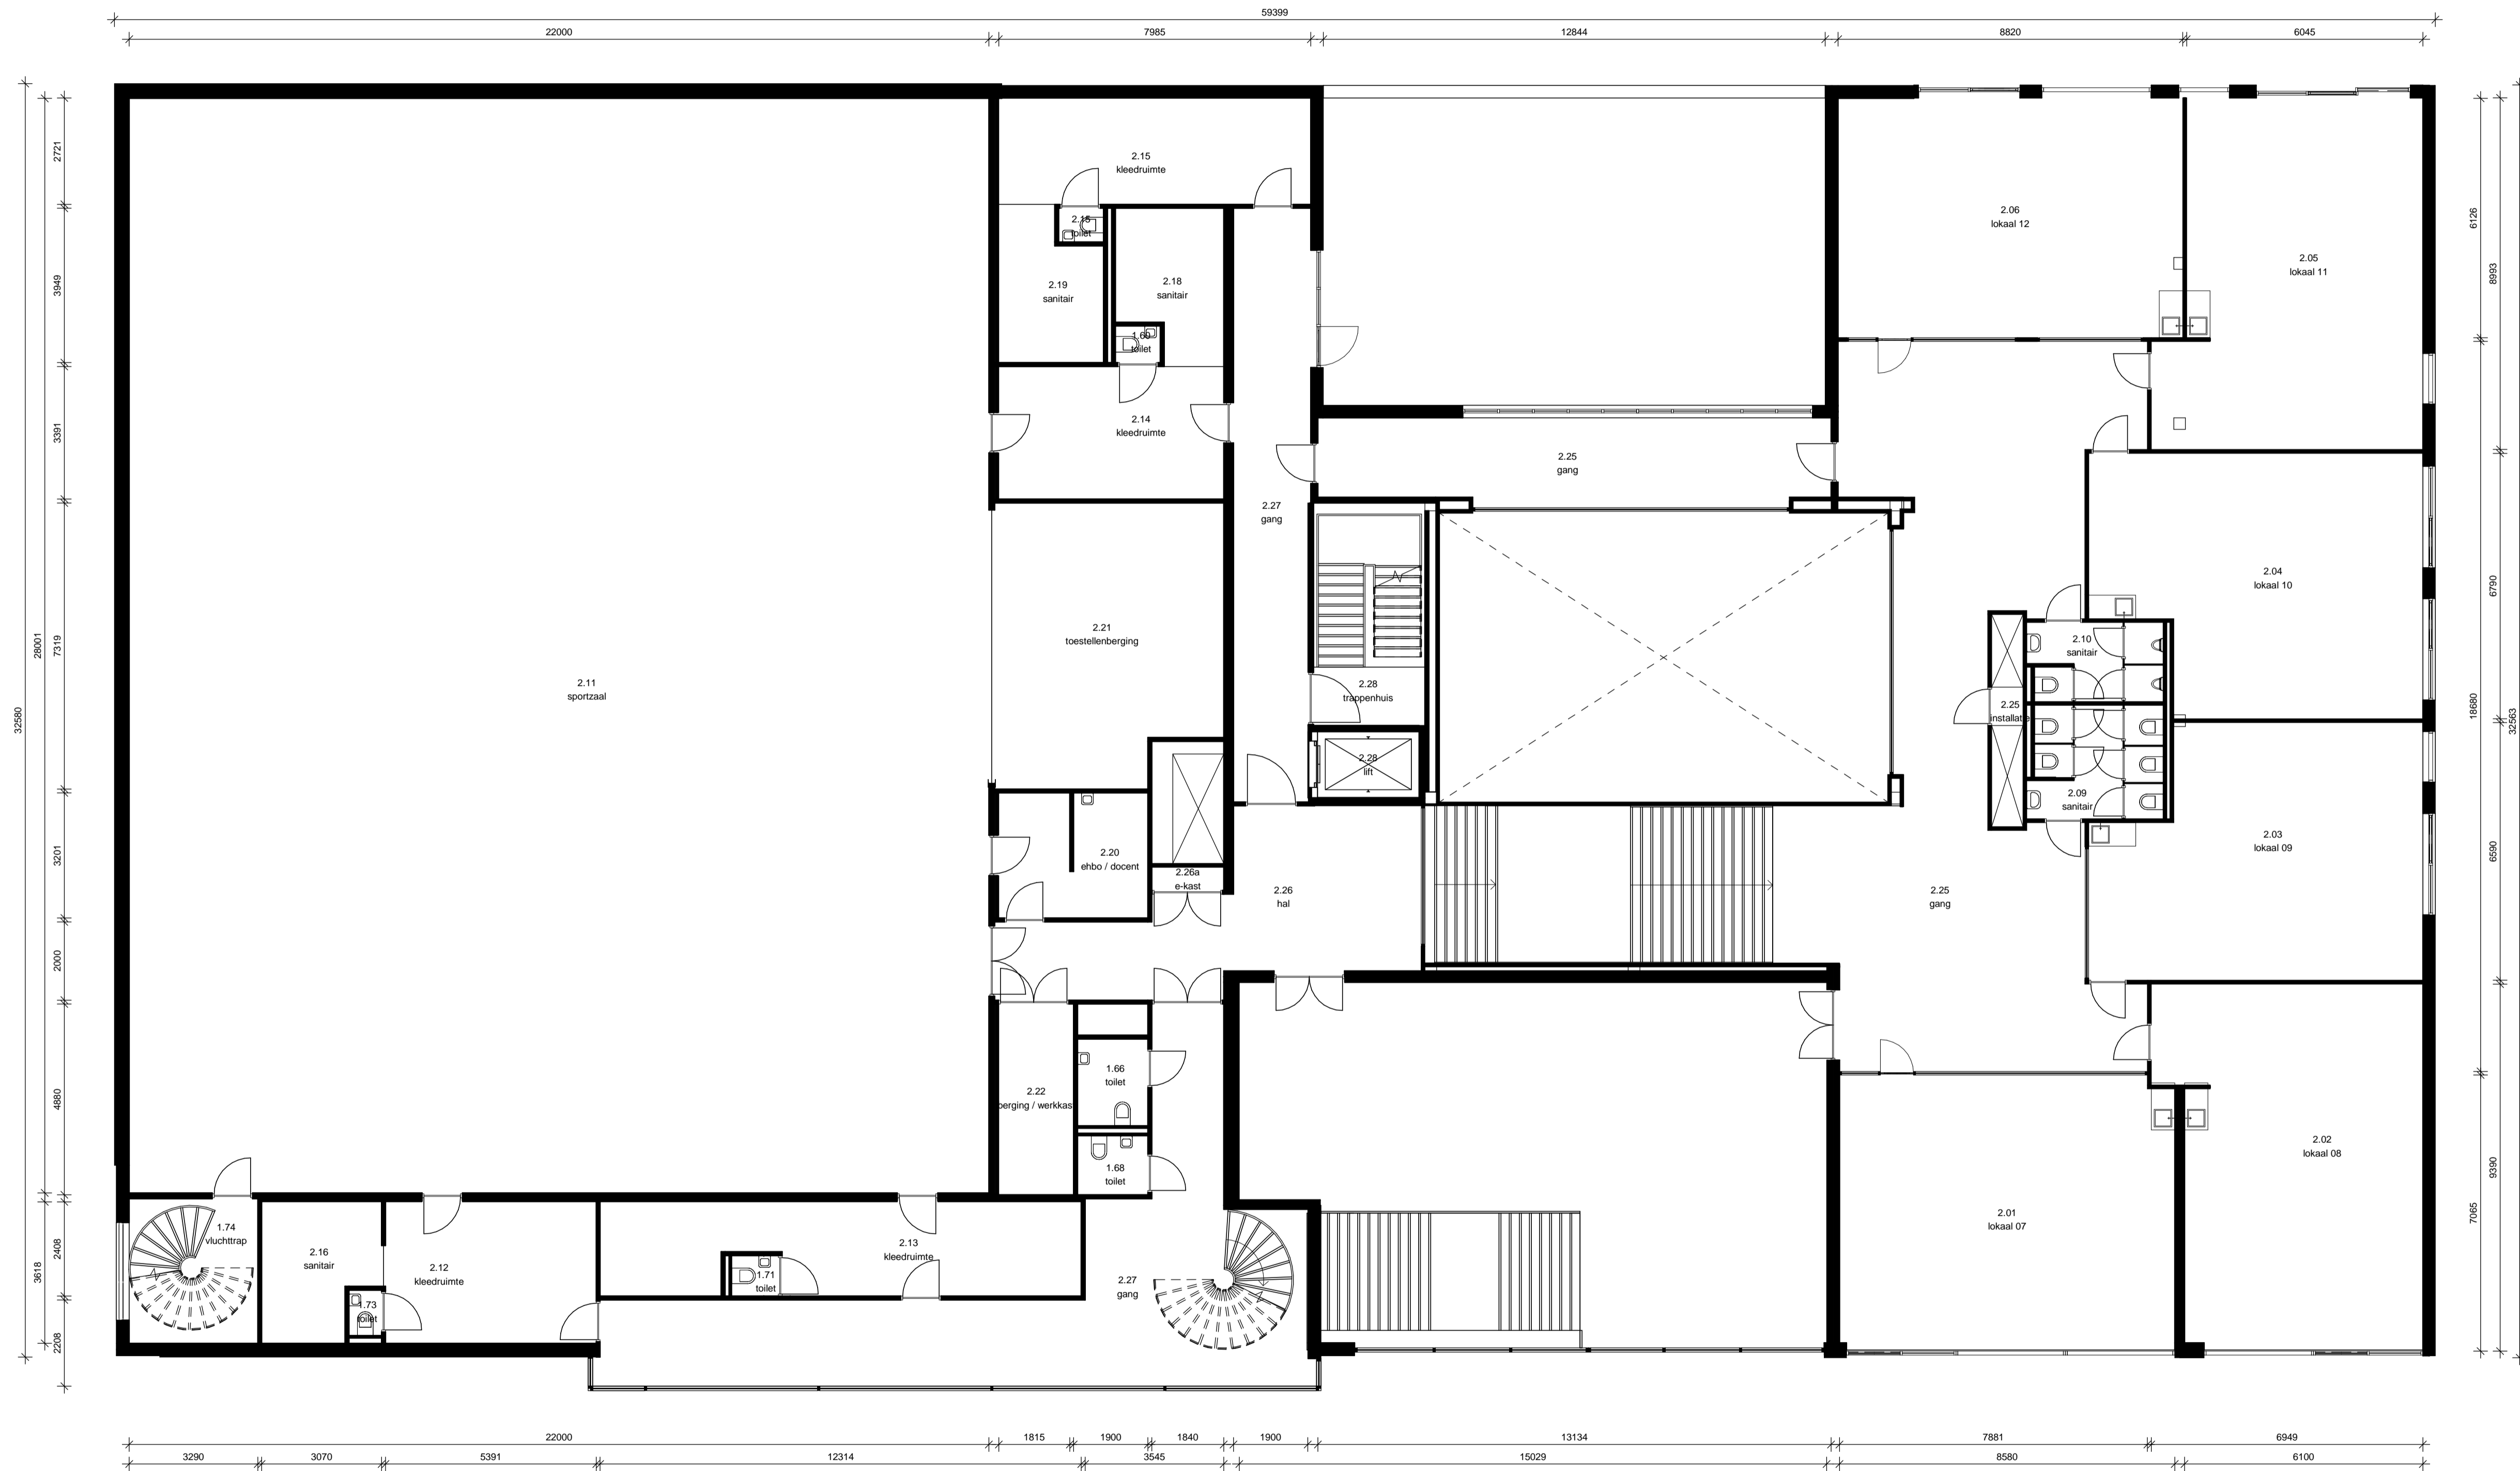 59399
22000
7985
12844
8820
6045
32580
28001
3618
2721
3949
3391
7319
3201
2000
4880
2408
2208
6126
18680
7065
8993
6790
6590
9390
32563
2.15
kleedruimte
2.15
toilet
2.19
sanitair
2.18
sanitair
1.69
toilet
2.14
kleedruimte
2.06
lokaal 12
2.05
lokaal 11
2.25
gang
2.27
gang
2.04
lokaal 10
2.21
toestellenberging
2.10
sanitair
2.11
sportzaal
2.28
trappenhuis
2.25
installatie
2.28
lift
2.09
sanitair
2.03
lokaal 09
2.20
ehbo / docent
2.26a
e-kast
2.26
hal
2.25
gang
1.66
toilet
2.22
berging / werkkast
1.68
toilet
2.02
lokaal 08
2.01
lokaal 07
1.74
vluchttrap
2.16
sanitair
2.12
kleedruimte
2.13
kleedruimte
1.71
toilet
2.27
gang
1.73
toilet
22000
1815
1900
1840
1900
13134
7881
6949
3290
3070
5391
12314
3545
15029
8580
6100